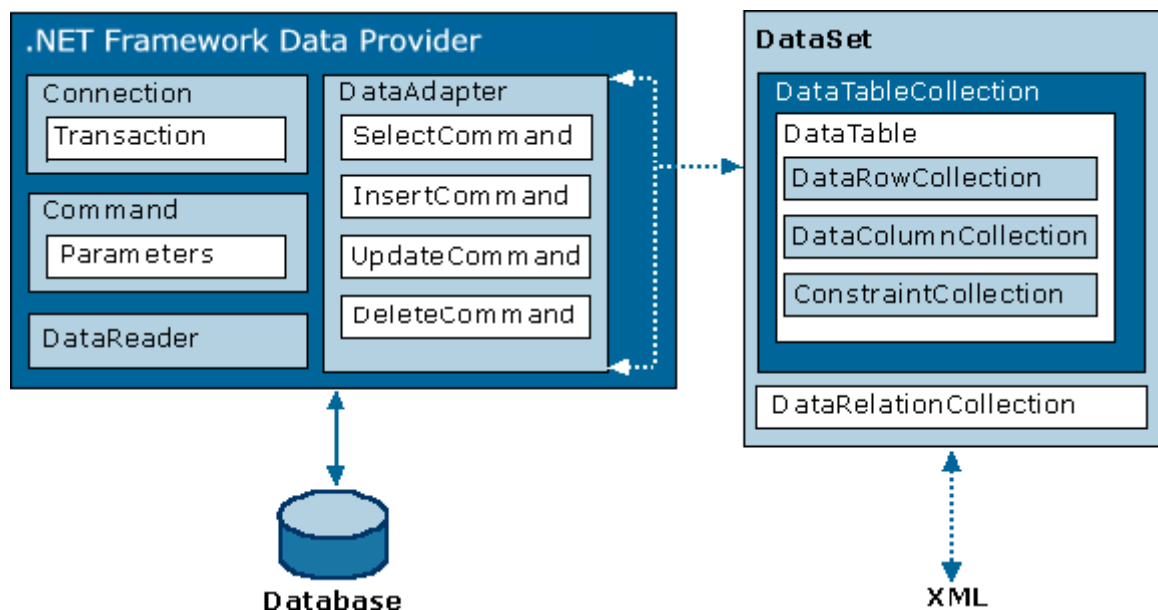 .NET Framework Data Provider
Connection
Transaction
Command
Parameters
DataReader
DataAdapter
SelectCommand
InsertCommand
UpdateCommand
DeleteCommand
Database
DataSet
DataTableCollection
DataTable
DataRowCollection
DataColumnCollection
ConstraintCollection
DataRelationCollection
XML